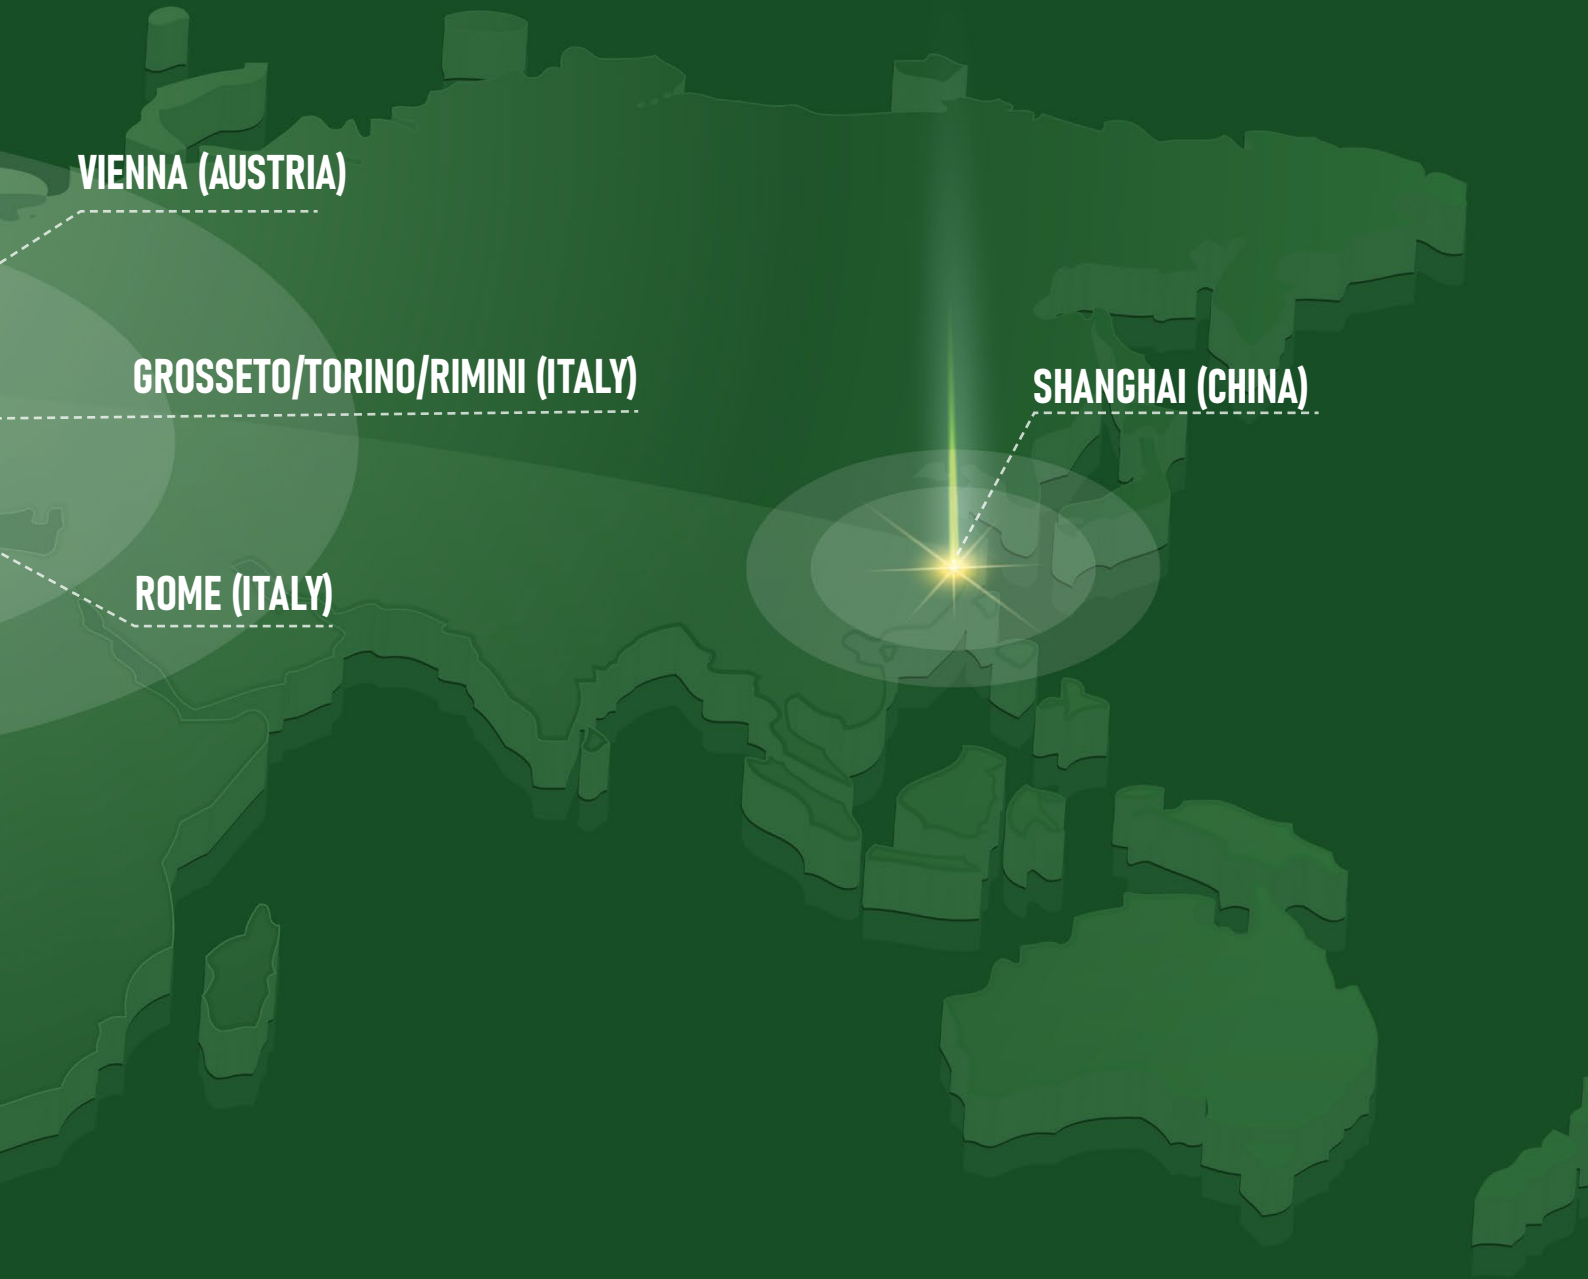 VIENNA (AUSTRIA)
GROSSETO/TORINO/RIMINI (ITALY)
SHANGHAI (CHINA)
ROME (ITALY)